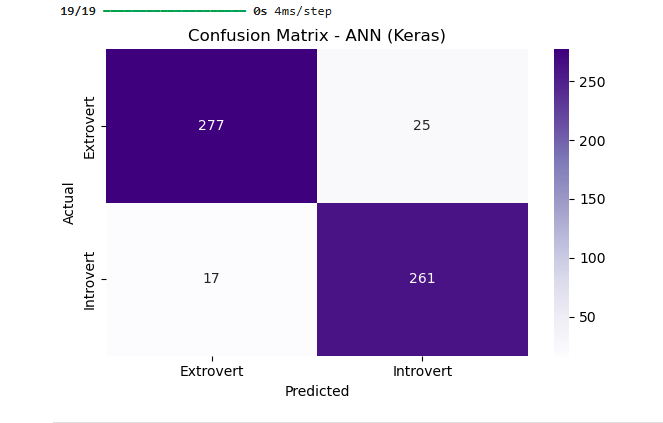 19/19 0s 4ms/step
Confusion Matrix - ANN (Keras)
Actual
Extrovert
Introvert
277 25
17 261
Extrovert Introvert
Predicted
250
200
150
100
50